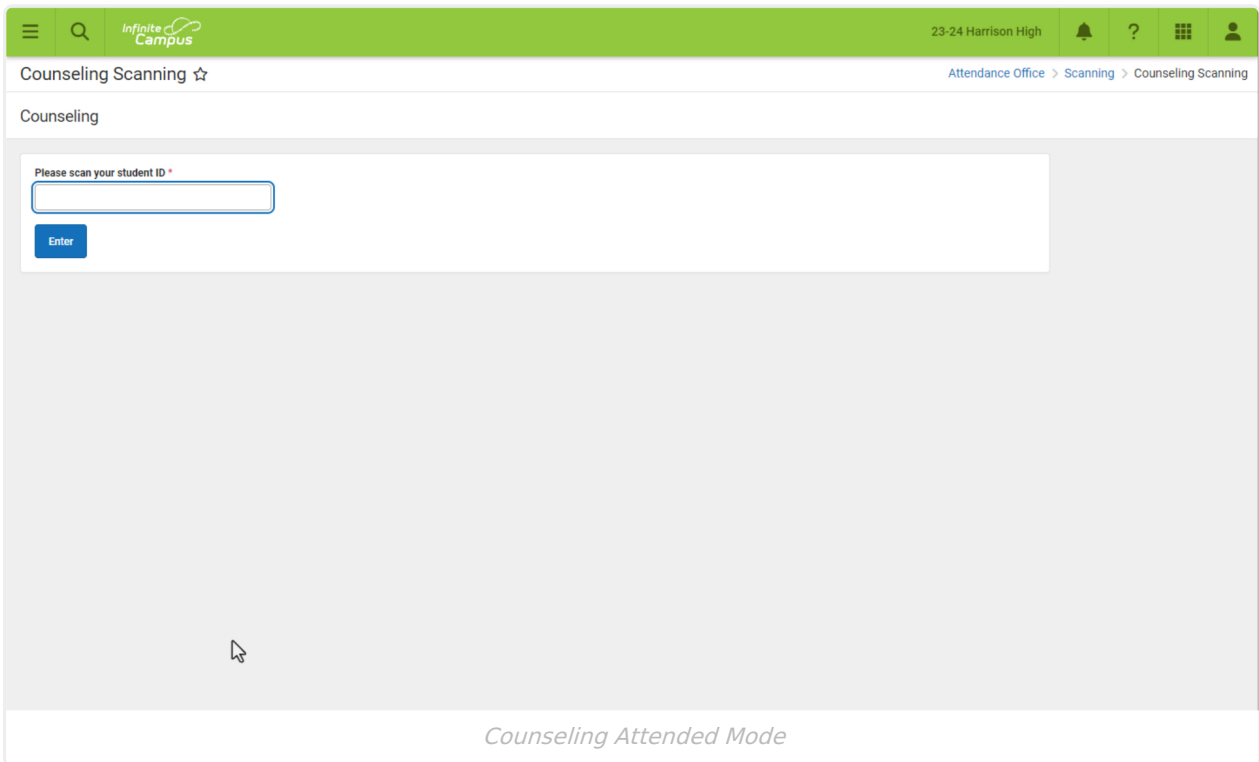 Infinite Campus
23-24 Harrison High
?
Counseling Scanning
Attendance Office > Scanning > Counseling Scanning
Counseling
Please scan your student ID *
Enter
Counseling Attended Mode